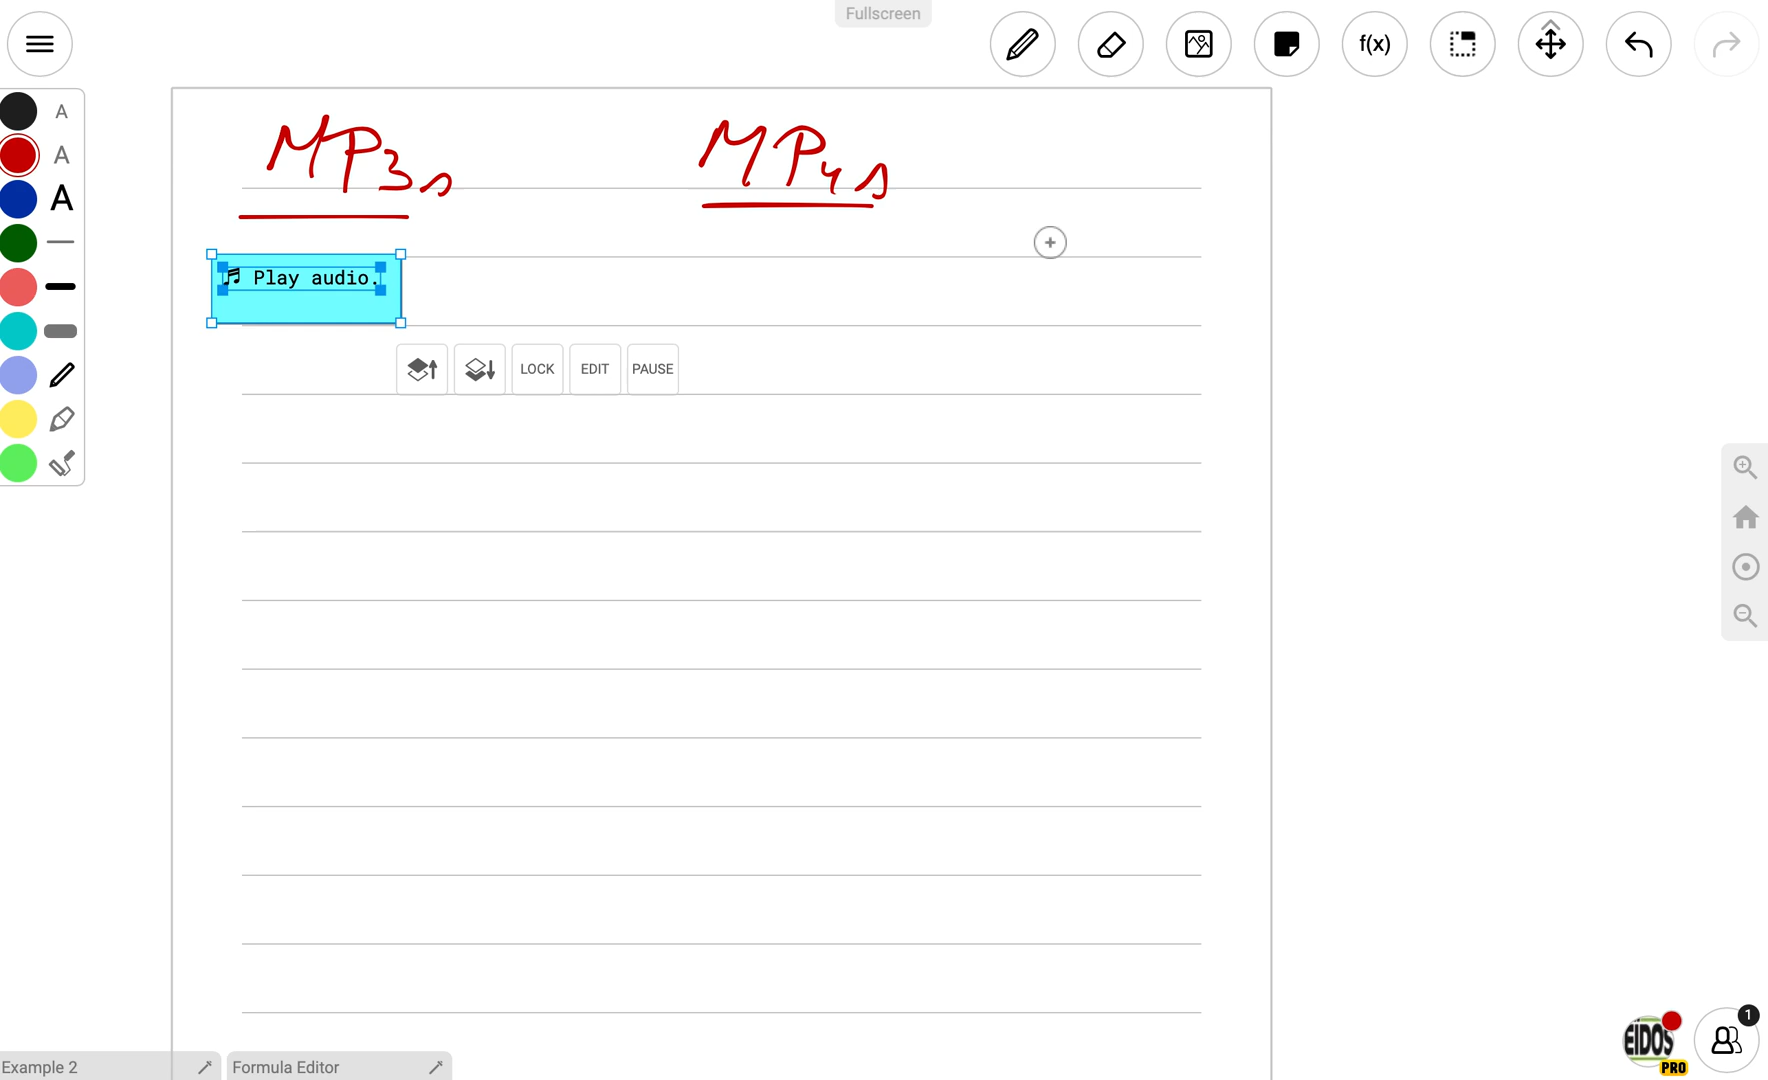 Fullscreen
f(x)
A
A
A
MP3s
MP4s
🎵 Play audio.
LOCK
EDIT
PAUSE
1
EIDOS
PRO
Example 2
Formula Editor